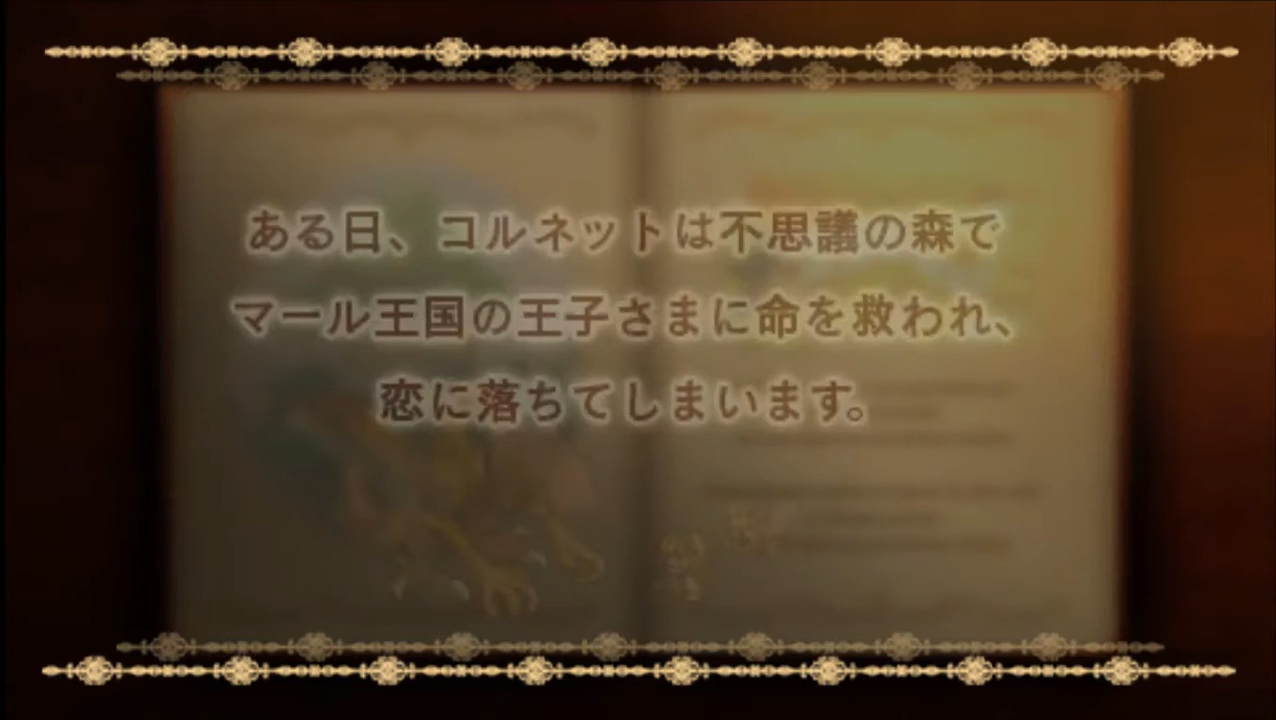 ある日、コルネットは不思議の森で
マール王国の王子さまに命を救われ、
恋に落ちてしまいます。